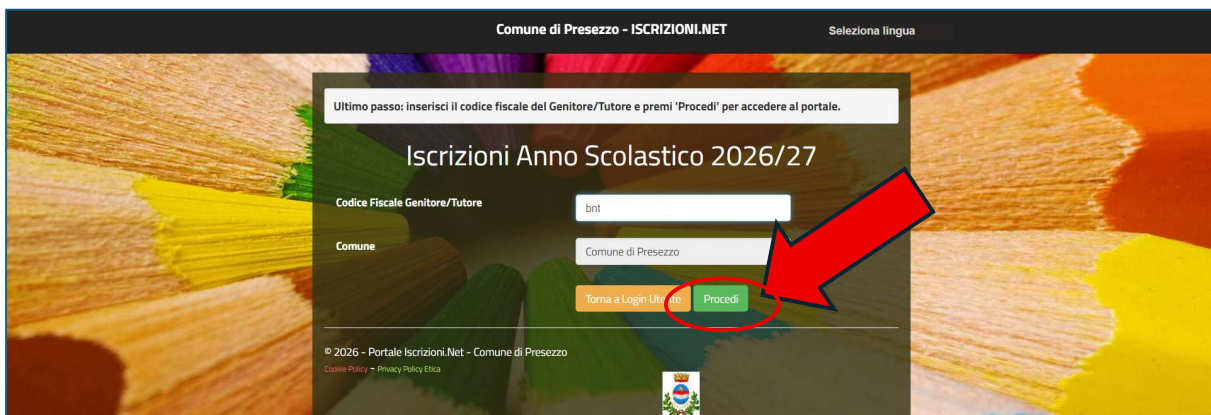 Comune di Presezzo - ISCRIZIONI.NET Seleziona lingua
Ultimo passo: inserisci il codice fiscale del Genitore/Tutore e premi 'Procedi' per accedere al portale.
Iscrizioni Anno Scolastico 2026/27
Codice Fiscale Genitore/Tutore bnt
Comune Comune di Presezzo
Torna a Login Utente Procedi
© 2026 - Portale Iscrizioni.Net - Comune di Presezzo
Cookie Policy - Privacy Policy Etica